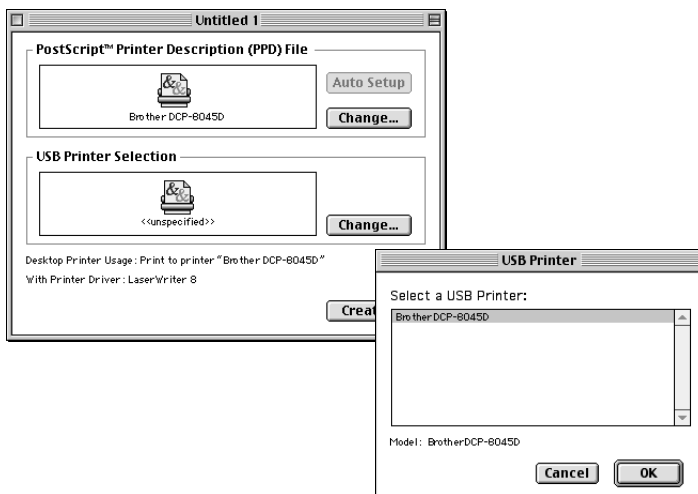 Untitled 1
PostScript™ Printer Description (PPD) File
Auto Setup
Brother DCP-8045D
Change...
USB Printer Selection
<<unspecified>>
Change...
Desktop Printer Usage: Print to printer “Brother DCP-8045D”
With Printer Driver: LaserWriter 8
Creat
USB Printer
Select a USB Printer:
Brother DCP-8045D
Model: BrotherDCP-8045D
Cancel
OK